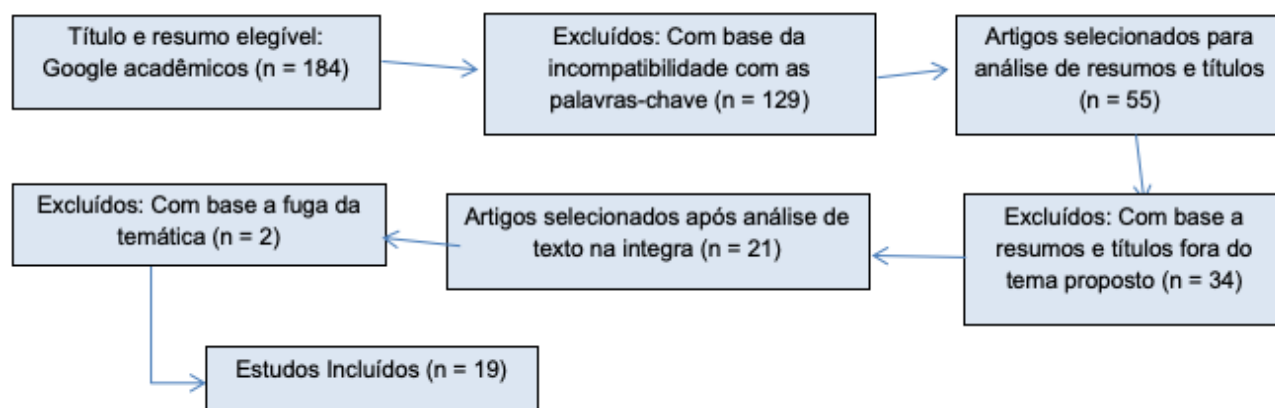 Título e resumo elegível:
Google acadêmicos (n = 184)
Excluídos: Com base da
incompatibilidade com as
palavras-chave (n = 129)
Artigos selecionados para
análise de resumos e títulos
(n = 55)
Excluídos: Com base a
resumos e títulos fora do
tema proposto (n = 34)
Artigos selecionados após análise de
texto na integra (n = 21)
Excluídos: Com base a fuga da
temática (n = 2)
Estudos Incluídos (n = 19)